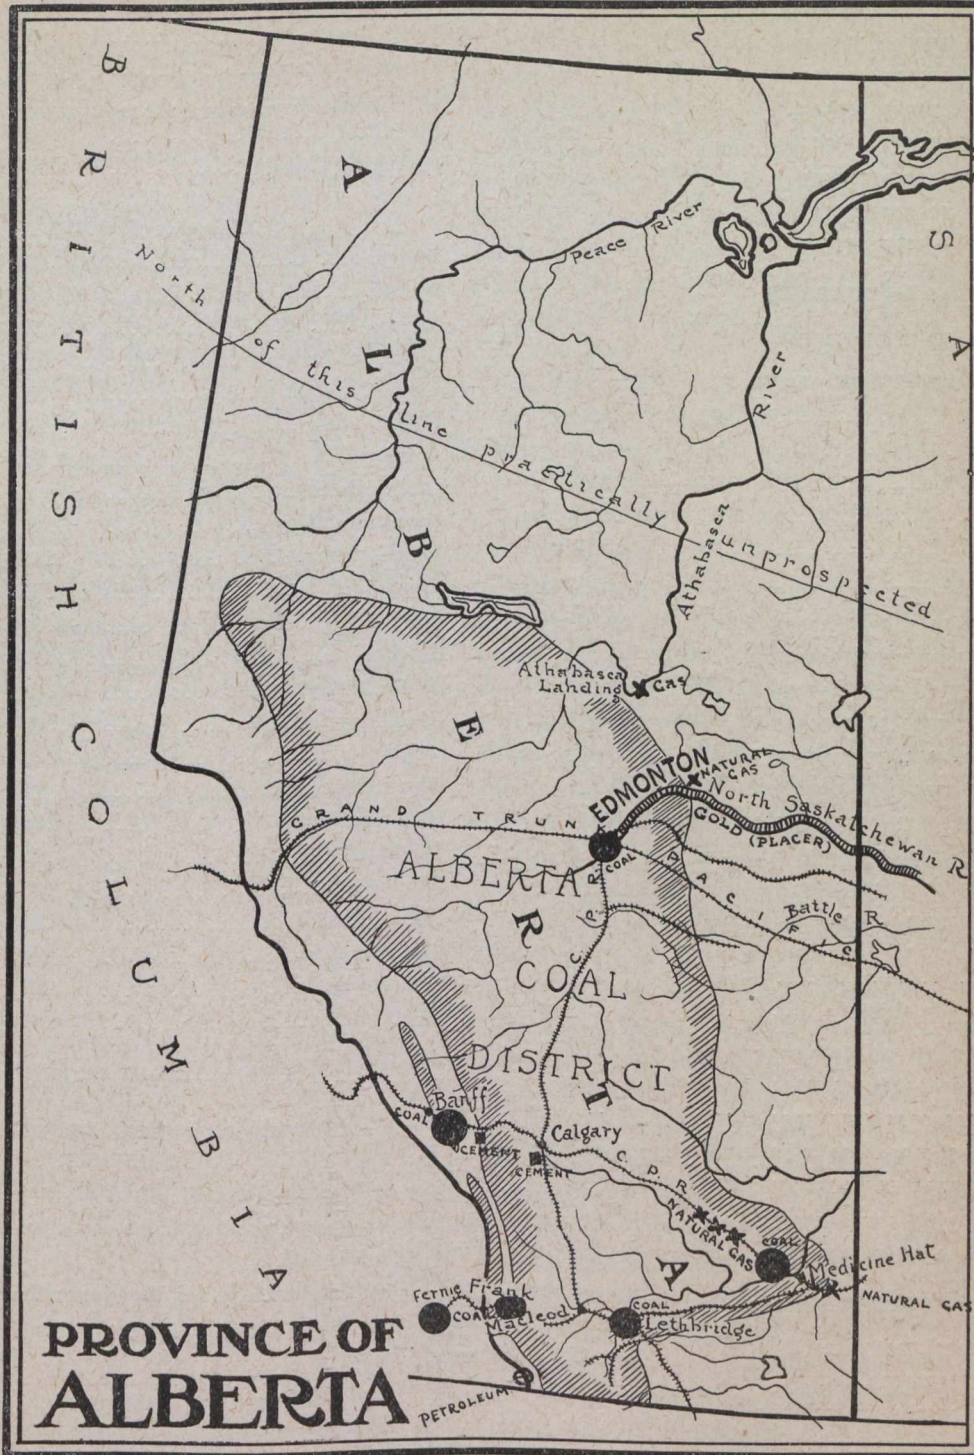 BRITISH COLUMBIA
ALBERTA
SA
Peace River
North of this line practically unprospected
River
Athabasca
Athabasca
Landing
GAS
EDMONTON
NATURAL
GAS
North Saskatchewan R
GOLD
(PLACER)
GRAND TRUN
PACIFIC
COAL
ALBERTA
COAL
DISTRICT
Battle R
C P R
Banff
COAL
CEMENT
Calgary
CEMENT
C P R
NATURAL GAS
COAL
Medicine Hat
NATURAL GAS
Fernie
COAL
Frank
Macleod
COAL
Lethbridge
PETROLEUM
PROVINCE OF
ALBERTA